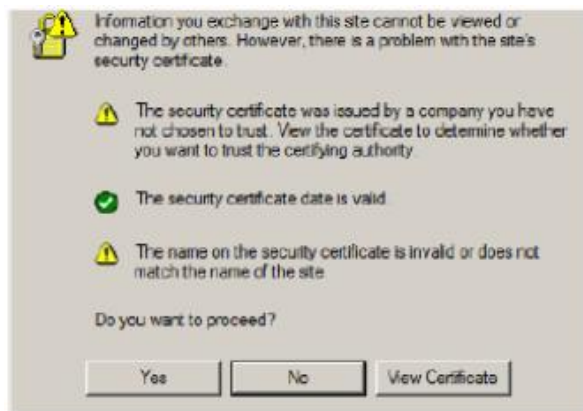 Information you exchange with this site cannot be viewed or
changed by others. However, there is a problem with the site's
security certificate.
The security certificate was issued by a company you have
not chosen to trust. View the certificate to determine whether
you want to trust the certifying authority.
The security certificate date is valid.
The name on the security certificate is invalid or does not
match the name of the site
Do you want to proceed?
Yes No View Certificate